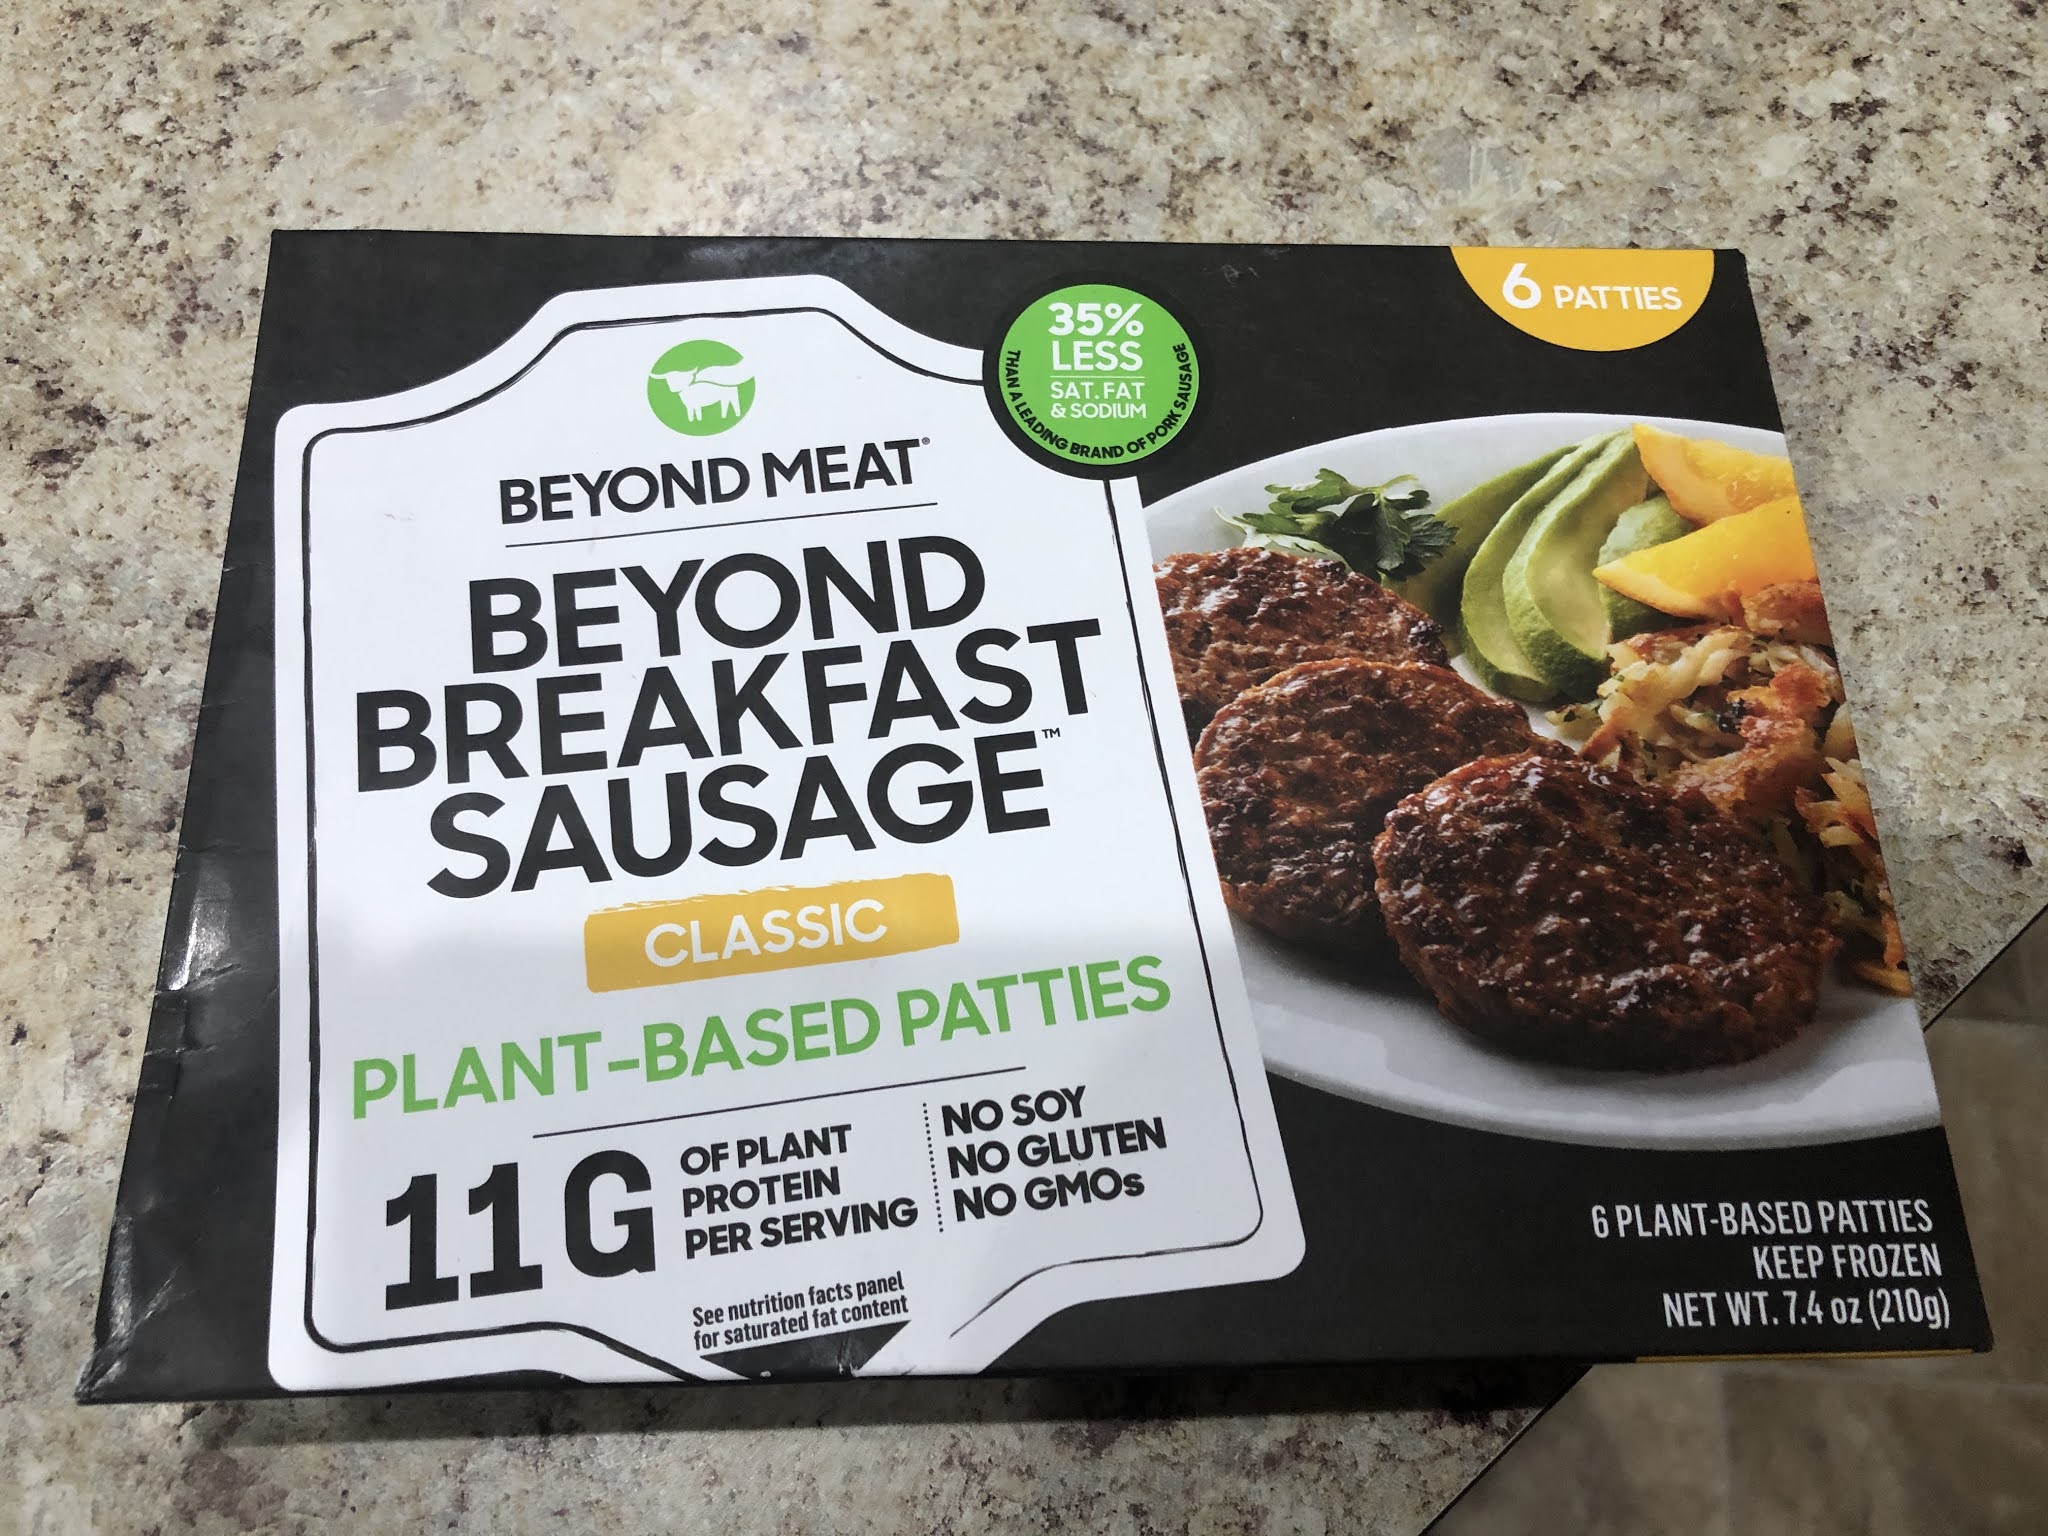 6 PATTIES
35%
LESS
SAT. FAT
& SODIUM
THAN A LEADING BRAND OF PORK SAUSAGE
BEYOND MEAT®
BEYOND
BREAKFAST
SAUSAGE™
CLASSIC
PLANT-BASED PATTIES
11G
OF PLANT
PROTEIN
PER SERVING
NO SOY
NO GLUTEN
NO GMOs
See nutrition facts panel
for saturated fat content
6 PLANT-BASED PATTIES
KEEP FROZEN
NET WT. 7.4 oz (210g)